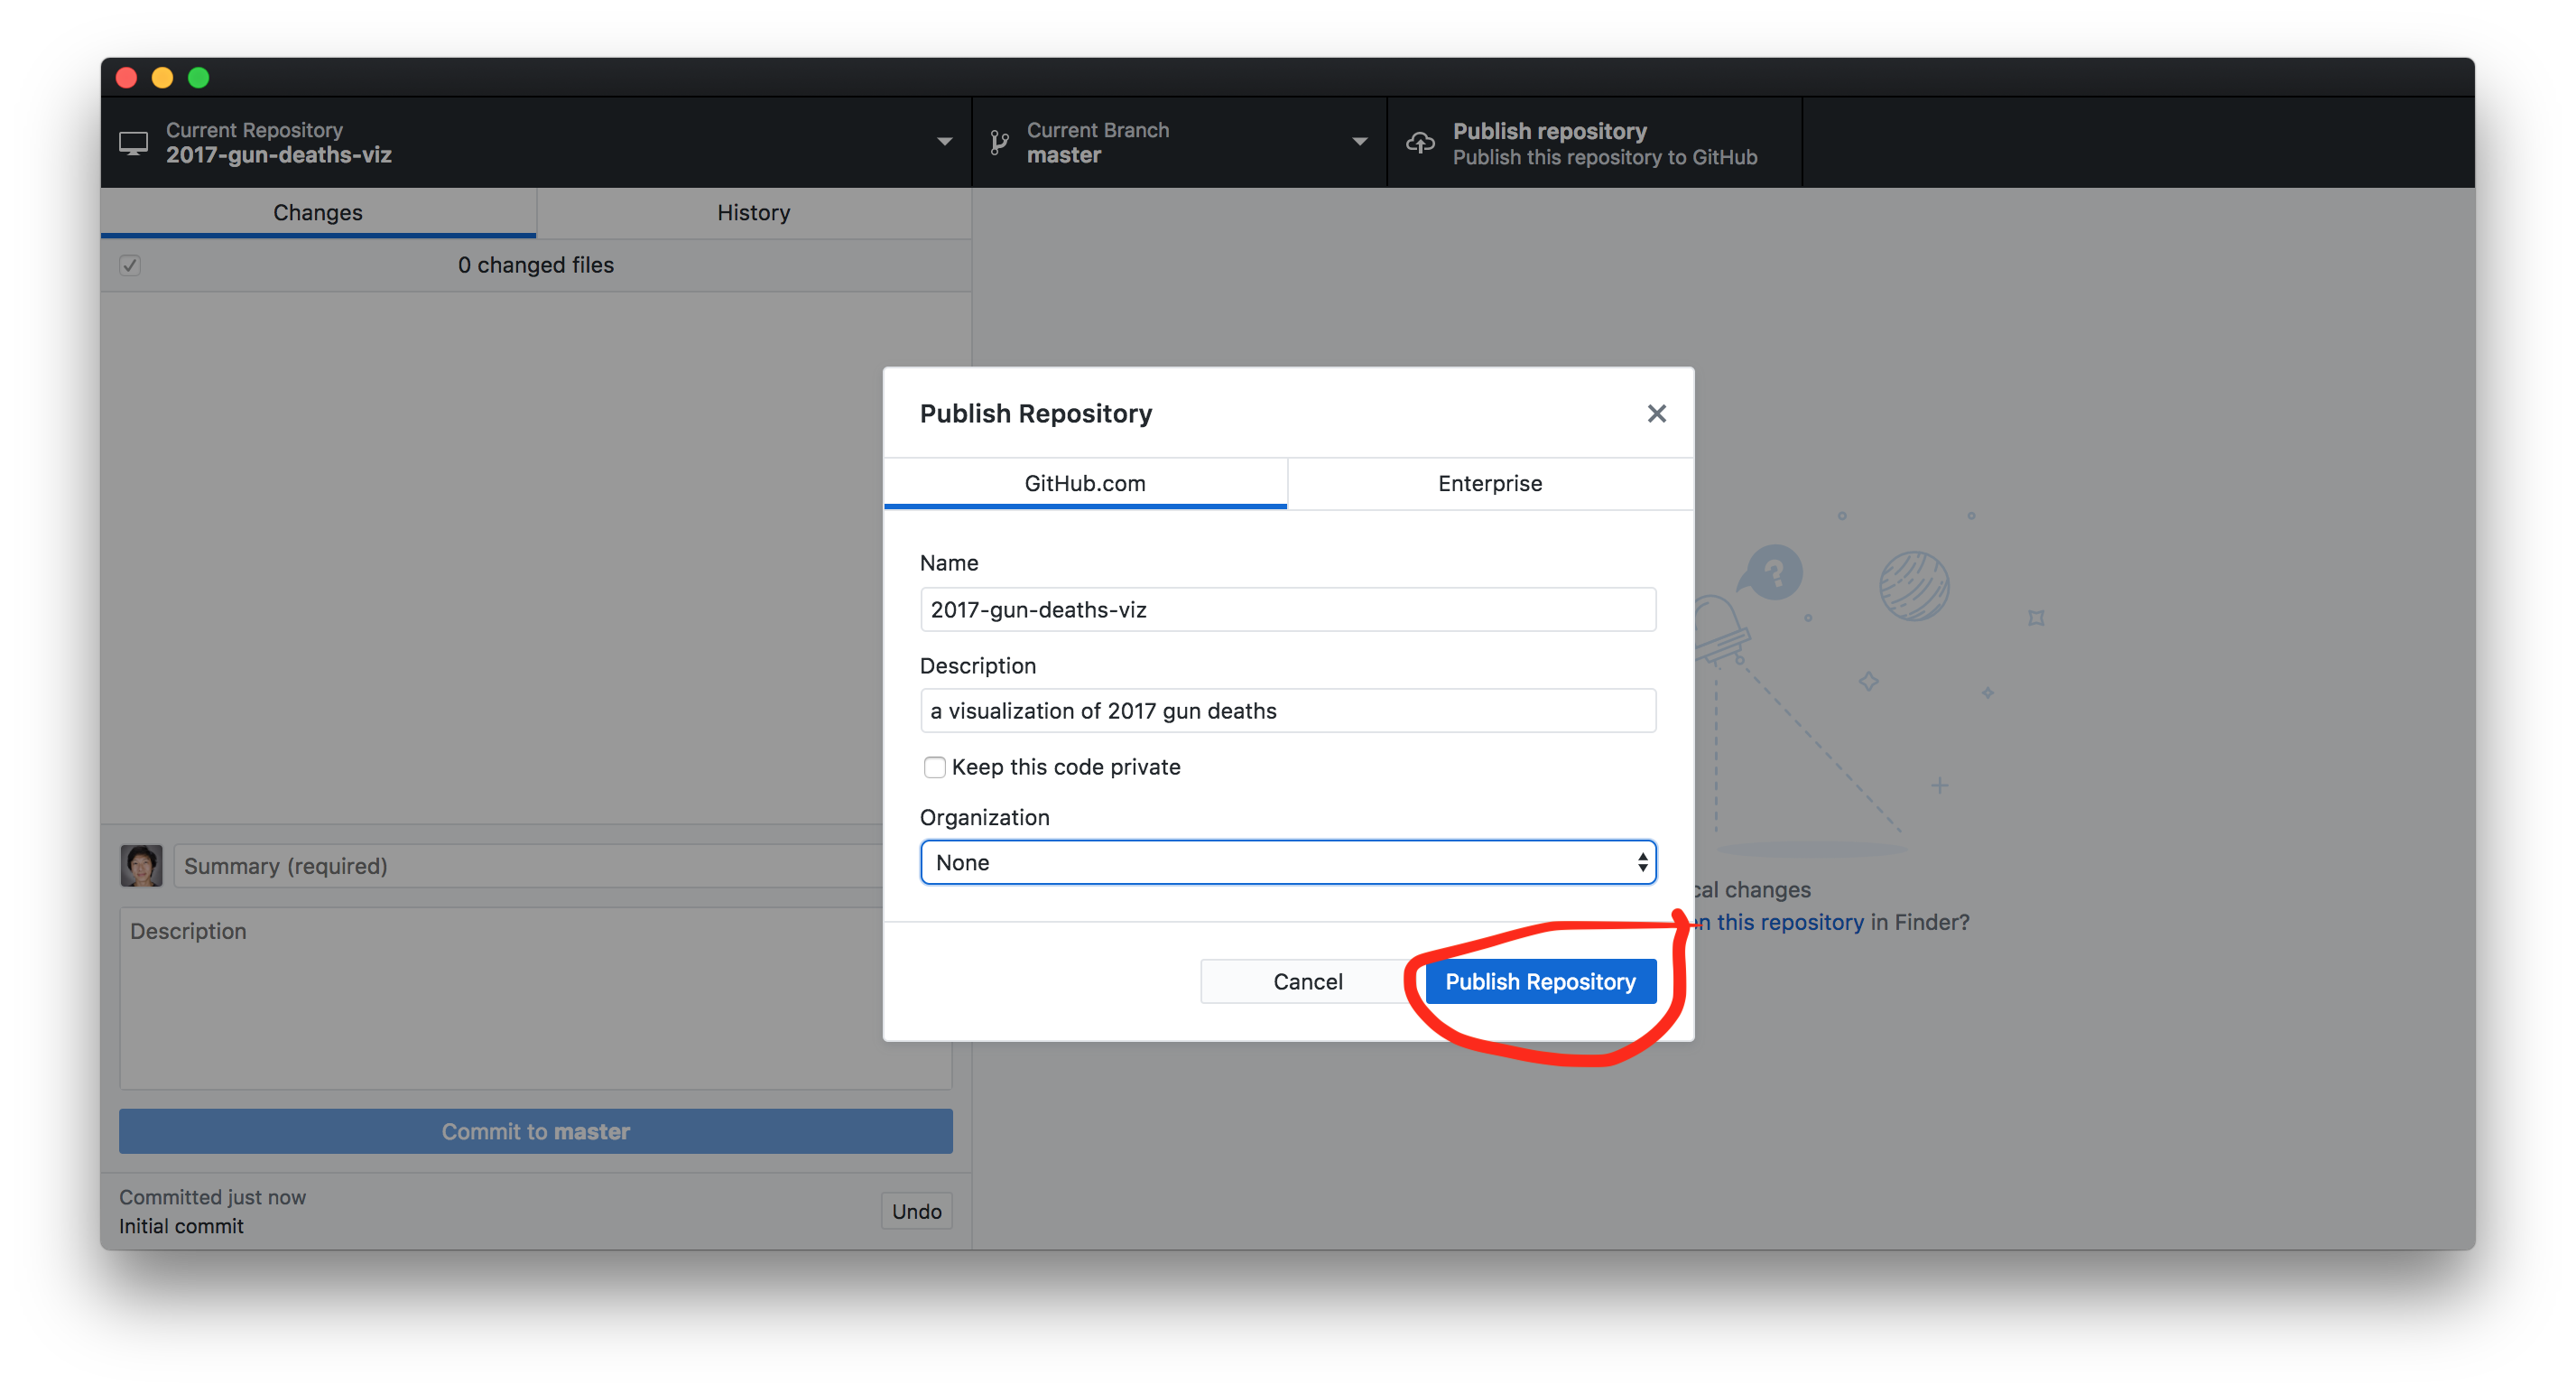 Current Repository
2017-gun-deaths-viz
Current Branch
master
Publish repository
Publish this repository to GitHub
Changes
History
0 changed files
Publish Repository
GitHub.com
Enterprise
Name
2017-gun-deaths-viz
Description
a visualization of 2017 gun deaths
Keep this code private
Organization
None
Cancel
Publish Repository
?
cal changes
n this repository in Finder?
Summary (required)
Description
Commit to master
Committed just now
Initial commit
Undo